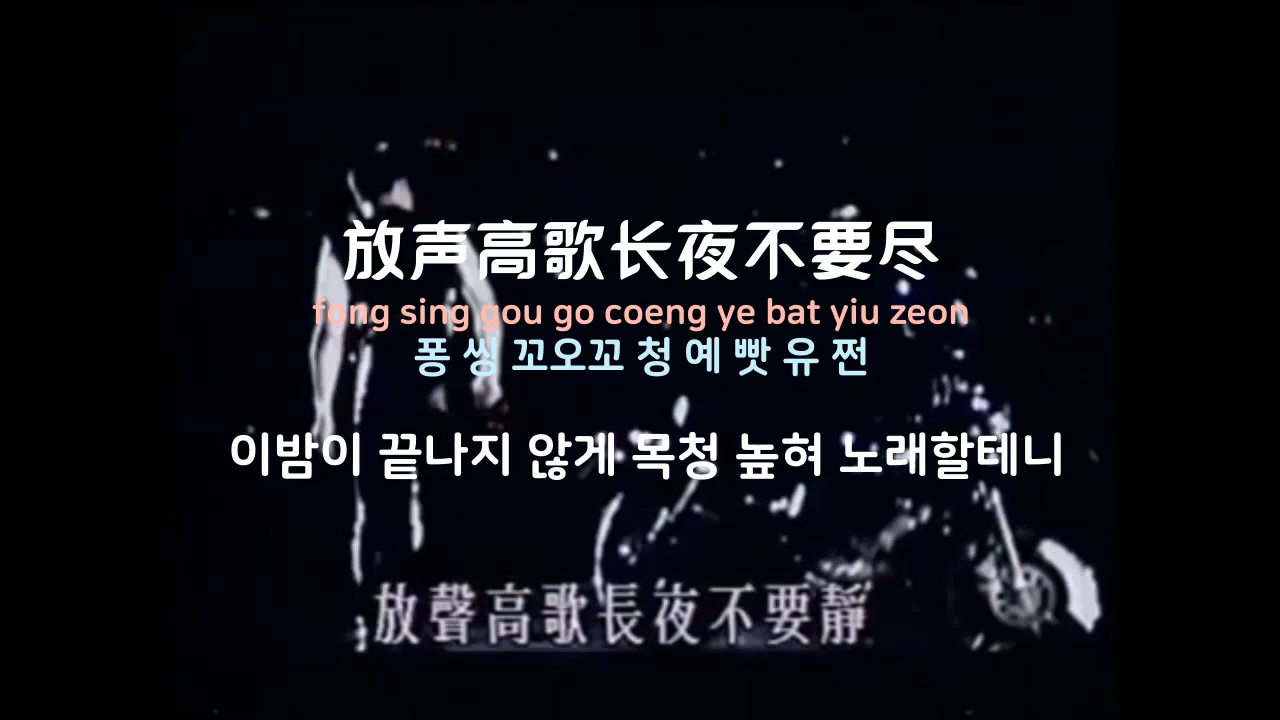 放声高歌长夜不要尽
fong sing gou go coeng ye bat yiu zeon
퐁 씽 꼬오꼬 청 예 빳 유 쩐
이밤이 끝나지 않게 목청 높혀 노래할테니
放聲高歌長夜不要靜